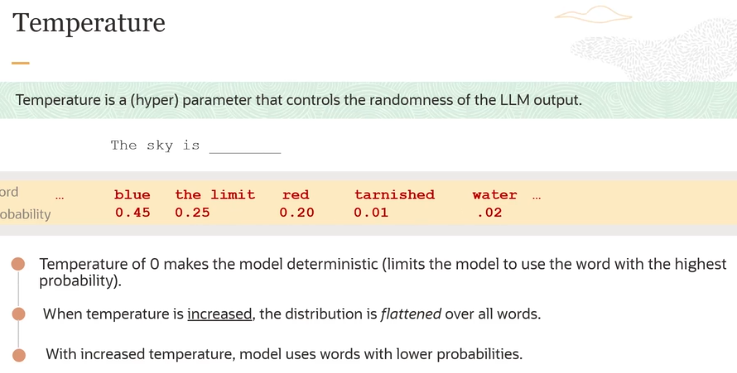 Temperature
Temperature is a (hyper) parameter that controls the randomness of the LLM output.
The sky is ________
ord ... blue the limit red tarnished water ...
obability 0.45 0.25 0.20 0.01 .02
Temperature of 0 makes the model deterministic (limits the model to use the word with the highest
probability).
When temperature is increased, the distribution is flattened over all words.
With increased temperature, model uses words with lower probabilities.